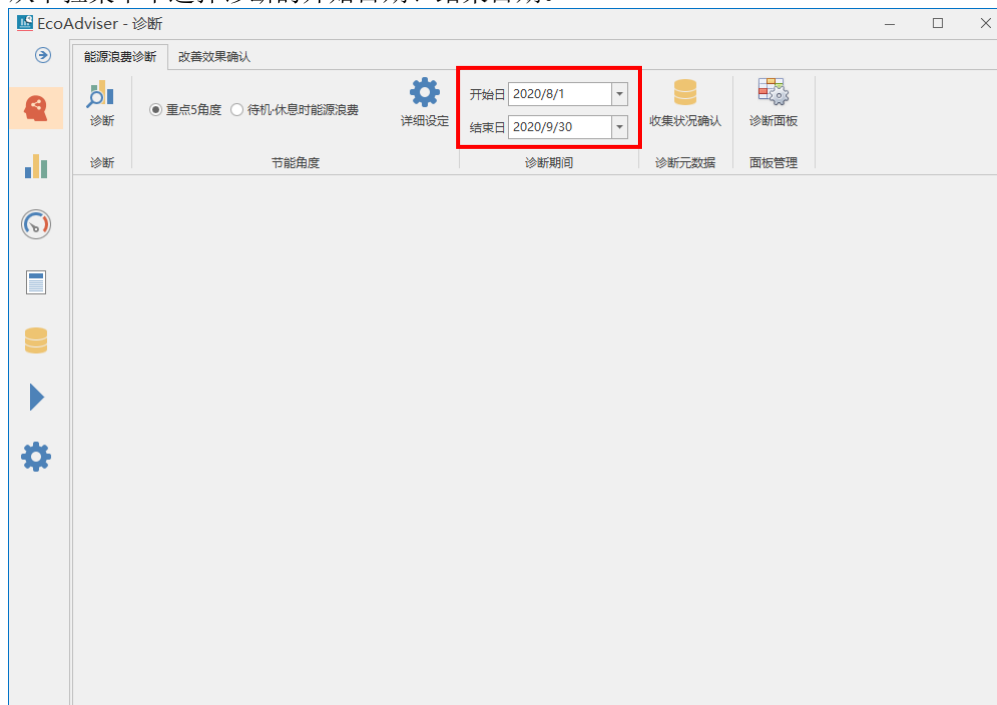 EcoAdviser - 诊断
能源浪费诊断 改善效果确认
诊断
重点5角度 待机·休息时能源浪费
详细设定
开始日 2020/8/1
结束日 2020/9/30
收集状况确认
诊断面板
诊断 节能角度 诊断期间 诊断元数据 面板管理